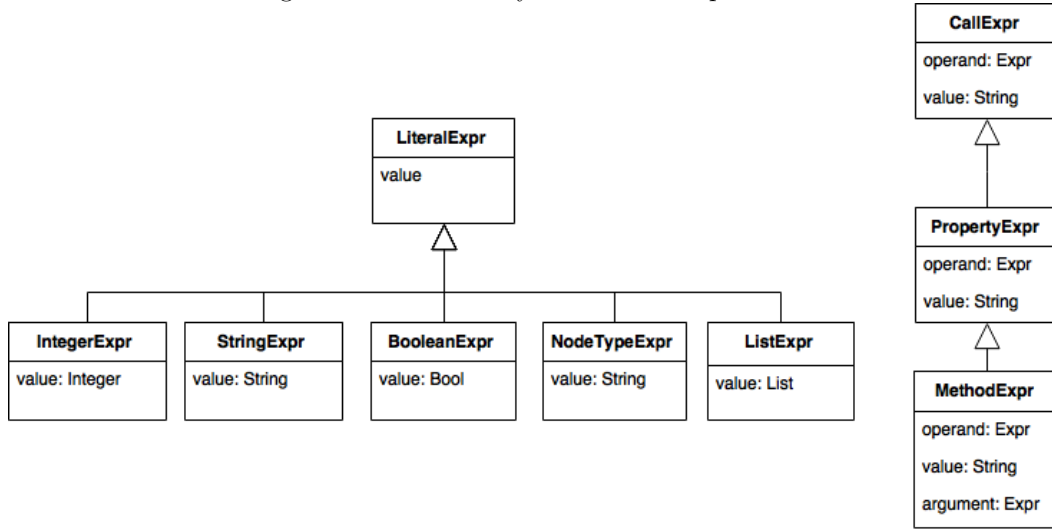 CallExpr
operand: Expr
value: String
LiteralExpr
value
PropertyExpr
operand: Expr
value: String
IntegerExpr
value: Integer
StringExpr
value: String
BooleanExpr
value: Bool
NodeTypeExpr
value: String
ListExpr
value: List
MethodExpr
operand: Expr
value: String
argument: Expr